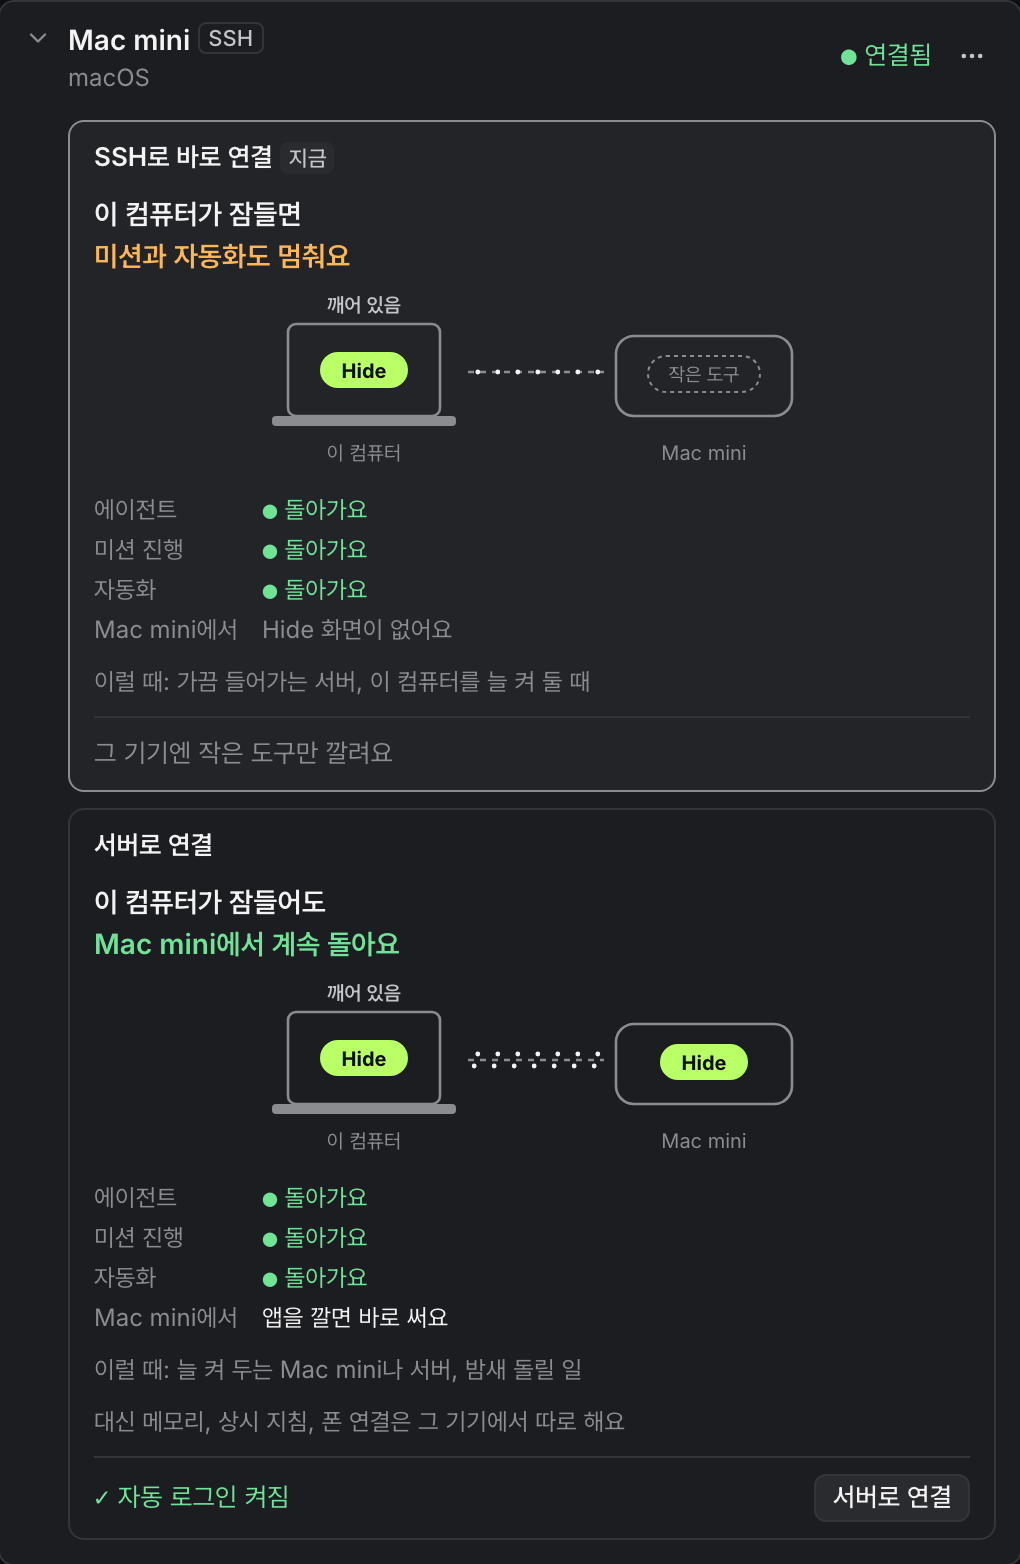 Mac mini SSH
macOS
연결됨
SSH로 바로 연결 지금
이 컴퓨터가 잠들면
미션과 자동화도 멈춰요
깨어 있음
Hide
작은 도구
이 컴퓨터
Mac mini
에이전트 돌아가요
미션 진행 돌아가요
자동화 돌아가요
Mac mini에서 Hide 화면이 없어요
이럴 때: 가끔 들어가는 서버, 이 컴퓨터를 늘 켜 둘 때
그 기기엔 작은 도구만 깔려요
서버로 연결
이 컴퓨터가 잠들어도
Mac mini에서 계속 돌아요
깨어 있음
Hide
Hide
이 컴퓨터
Mac mini
에이전트 돌아가요
미션 진행 돌아가요
자동화 돌아가요
Mac mini에서 앱을 깔면 바로 써요
이럴 때: 늘 켜 두는 Mac mini나 서버, 밤새 돌릴 일
대신 메모리, 상시 지침, 폰 연결은 그 기기에서 따로 해요
✓ 자동 로그인 켜짐
서버로 연결